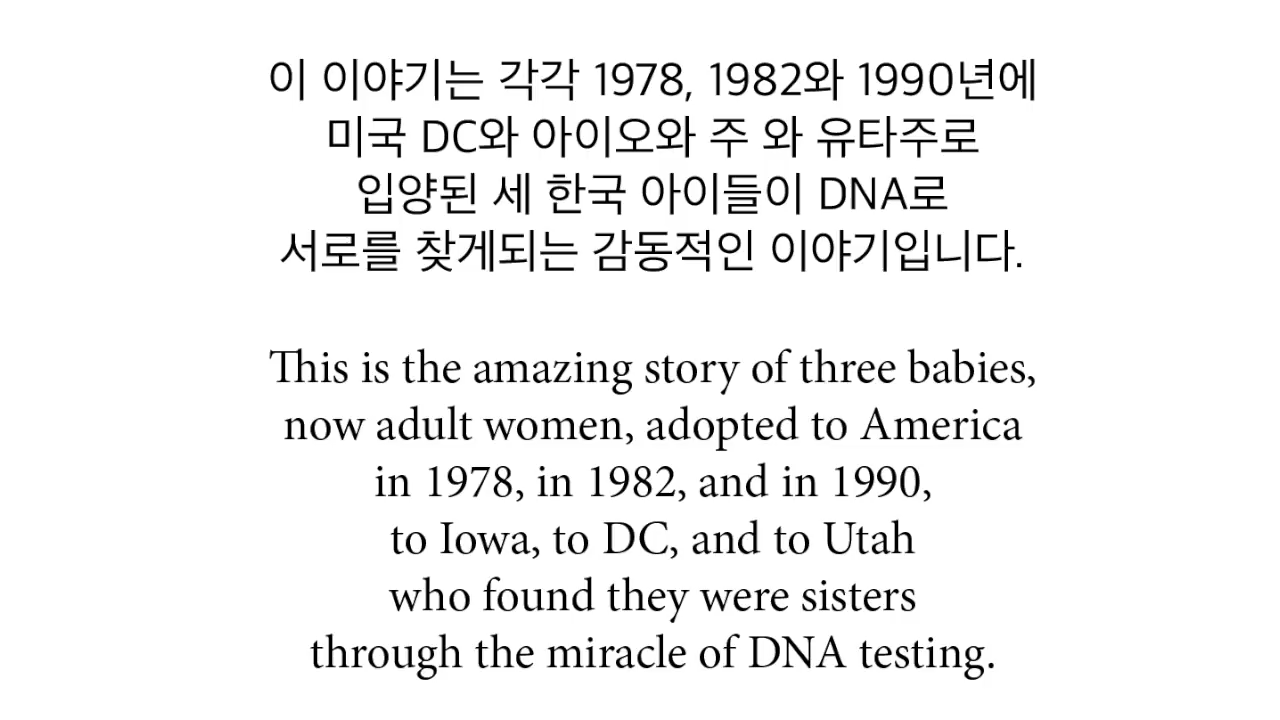 이 이야기는 각각 1978, 1982와 1990년에
미국 DC와 아이오와 주 와 유타주로
입양된 세 한국 아이들이 DNA로
서로를 찾게되는 감동적인 이야기입니다.
This is the amazing story of three babies,
now adult women, adopted to America
in 1978, in 1982, and in 1990,
to Iowa, to DC, and to Utah
who found they were sisters
through the miracle of DNA testing.